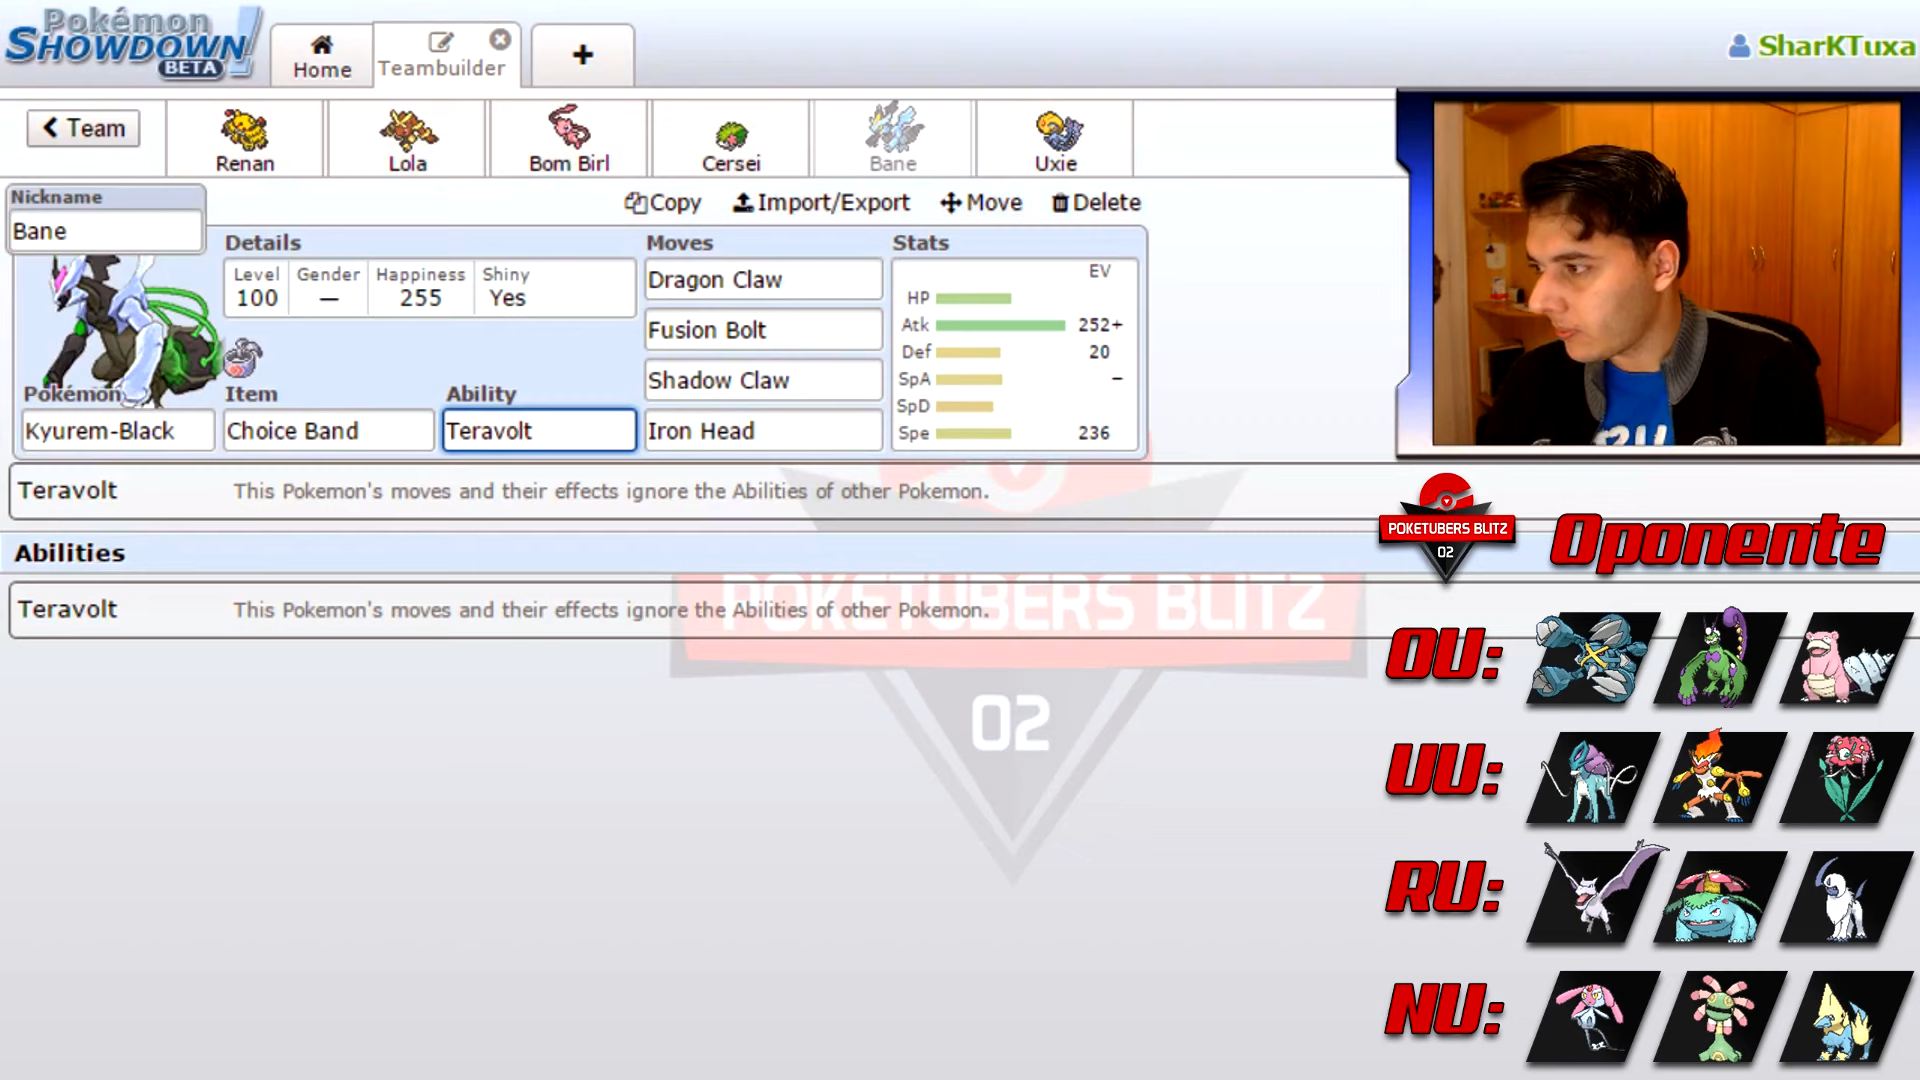 Pokémon
SHOWDOWN!
BETA
Home
Teambuilder
+
SharKTuxa
Team
Renan
Lola
Bom Birl
Cersei
Bane
Uxie
Nickname
Bane
Copy
Import/Export
Move
Delete
Details
Level
Gender
Happiness
Shiny
100
—
255
Yes
Pokémon
Item
Ability
Kyurem-Black
Choice Band
Teravolt
Moves
Dragon Claw
Fusion Bolt
Shadow Claw
Iron Head
Stats
EV
HP
Atk 252+
Def 20
SpA −
SpD
Spe 236
Teravolt This Pokemon's moves and their effects ignore the Abilities of other Pokemon.
Abilities
Teravolt This Pokemon's moves and their effects ignore the Abilities of other Pokemon.
POKETUBERS BLITZ
02
POKETUBERS BLITZ
02
Oponente
OU:
UU:
RU:
NU: